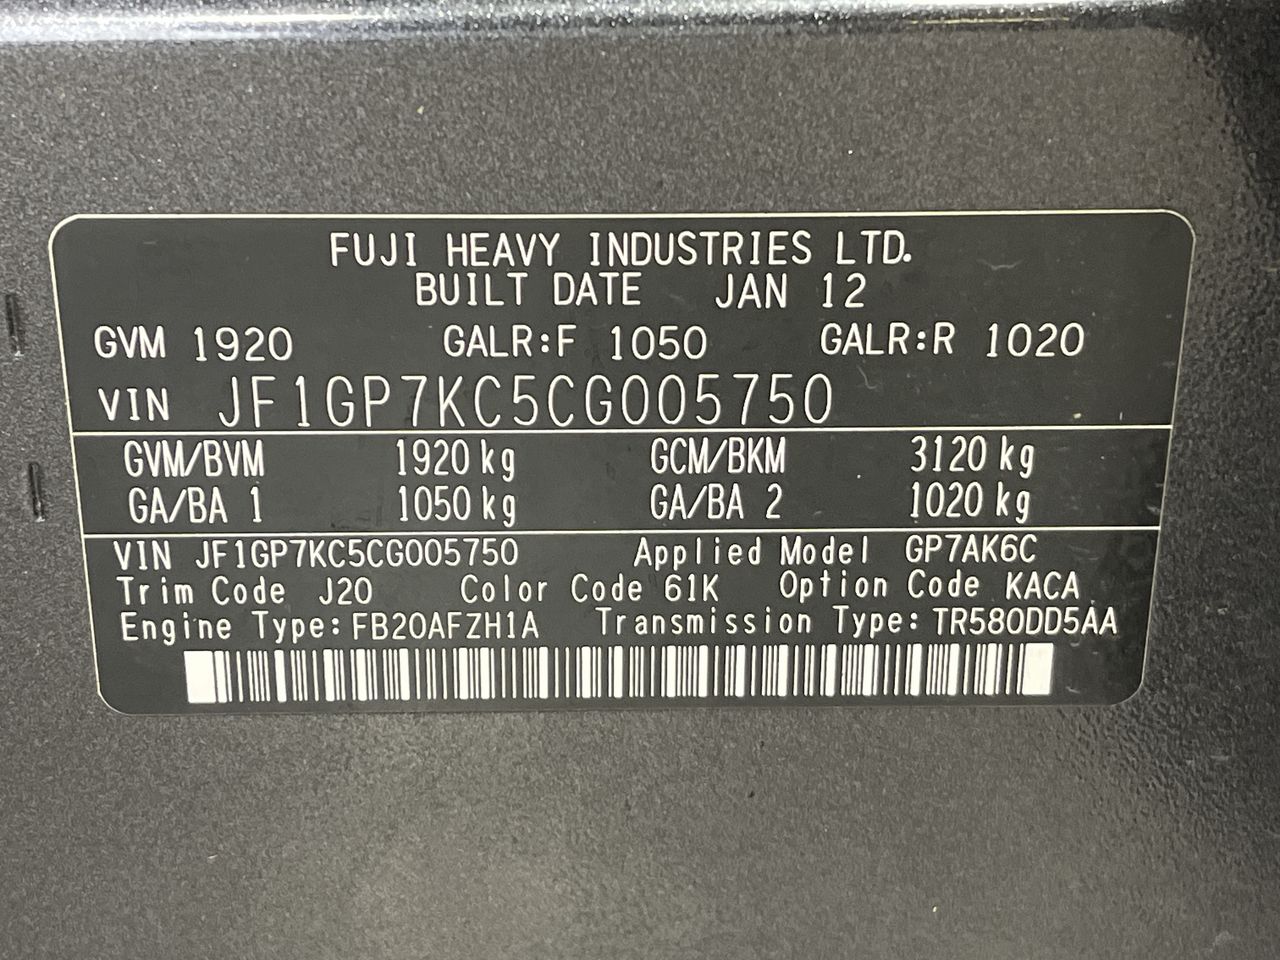 FUJI HEAVY INDUSTRIES LTD.
BUILT DATE JAN 12
GVM 1920 GALR:F 1050 GALR:R 1020
VIN JF1GP7KC5CG005750
GVM/BVM 1920 kg GCM/BKM 3120 kg
GA/BA 1 1050 kg GA/BA 2 1020 kg
VIN JF1GP7KC5CG005750 Applied Model GP7AK6C
Trim Code J20 Color Code 61K Option Code KACA
Engine Type: FB20AFZH1A Transmission Type: TR580DD5AA